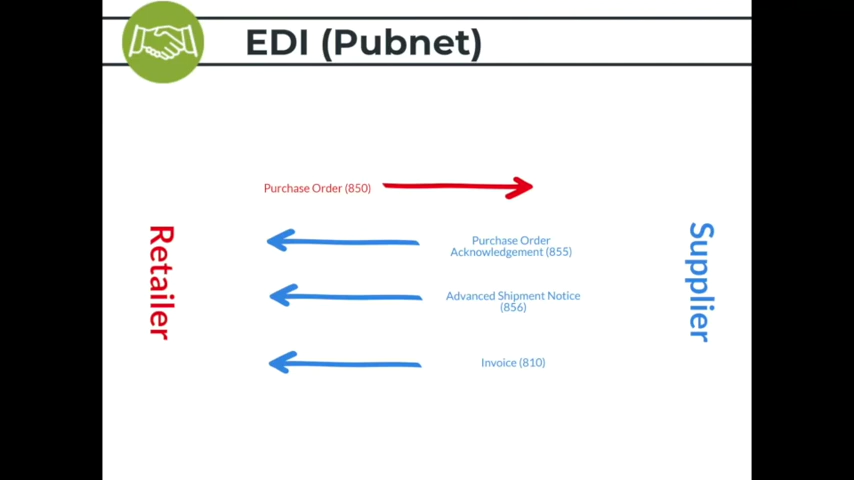 EDI (Pubnet)
Purchase Order (850)
Retailer
Purchase Order
Acknowledgement (855)
Advanced Shipment Notice
(856)
Invoice (810)
Supplier